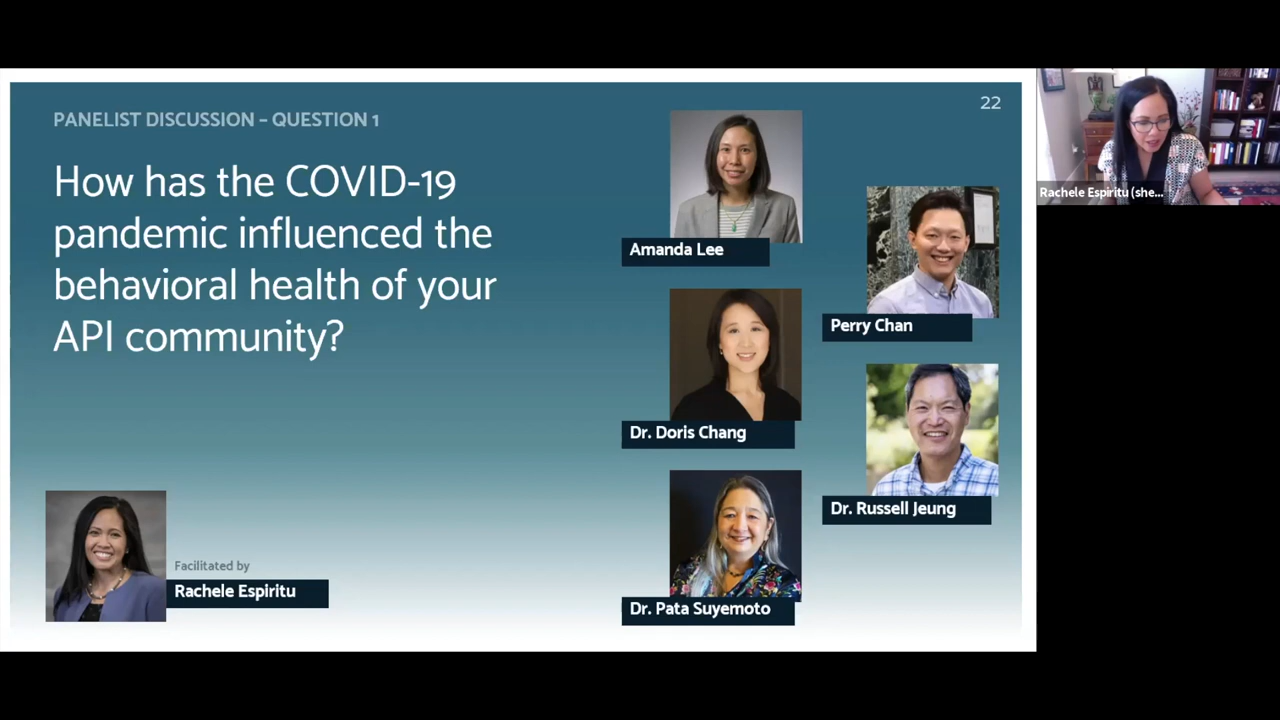 PANELIST DISCUSSION – QUESTION 1
22
How has the COVID-19
pandemic influenced the
behavioral health of your
API community?
Amanda Lee
Perry Chan
Dr. Doris Chang
Dr. Russell Jeung
Dr. Pata Suyemoto
Facilitated by
Rachele Espiritu
Rachele Espiritu (she...